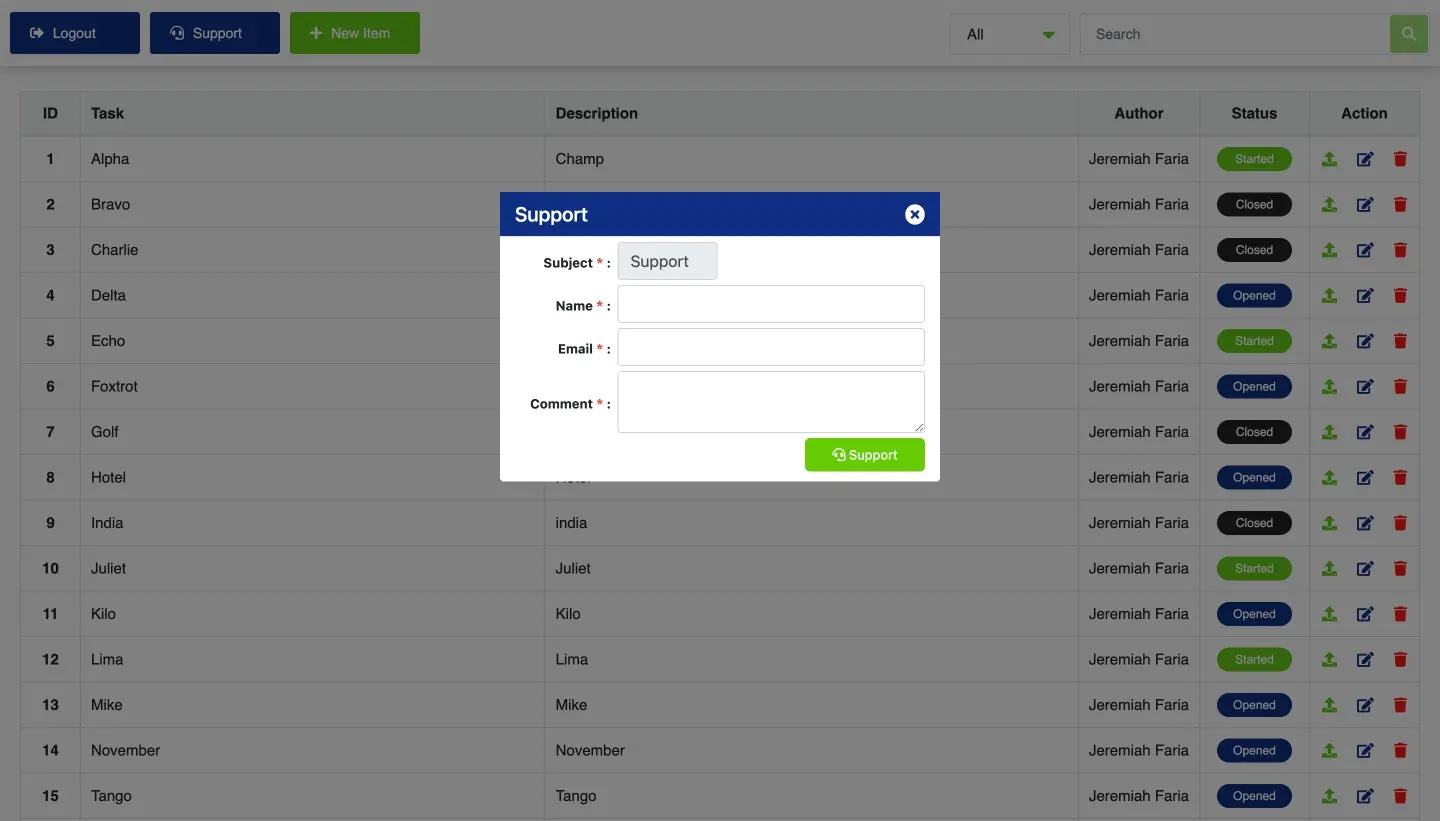 Logout Support New Item All Search
ID Task Description Author Status Action
1 Alpha Champ Jeremiah Faria Started
2 Bravo Jeremiah Faria Closed
Support
3 Charlie Jeremiah Faria Closed
Subject * : Support
4 Delta Jeremiah Faria Opened
Name * :
5 Echo Jeremiah Faria Started
Email * :
6 Foxtrot Jeremiah Faria Opened
Comment * :
7 Golf Jeremiah Faria Closed
Support
8 Hotel Jeremiah Faria Opened
9 India india Jeremiah Faria Closed
10 Juliet Juliet Jeremiah Faria Started
11 Kilo Kilo Jeremiah Faria Opened
12 Lima Lima Jeremiah Faria Started
13 Mike Mike Jeremiah Faria Opened
14 November November Jeremiah Faria Opened
15 Tango Tango Jeremiah Faria Opened